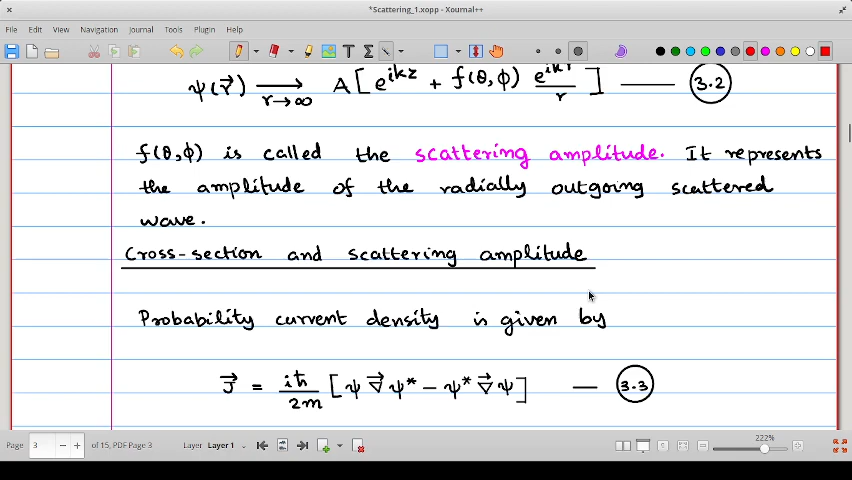 *Scattering_1.xopp - Xournal++
File Edit View Navigation Journal Tools Plugin Help
ψ(r⃗) ⟶ r→∞ A[e^{ikz} + f(θ,ϕ) e^{ikr}/r] —— 3.2
f(θ,ϕ) is called the scattering amplitude. It represents
the amplitude of the radially outgoing scattered
wave.
Cross-section and scattering amplitude
Probability current density is given by
J⃗ = iħ/2m [ψ ∇⃗ ψ* − ψ* ∇⃗ ψ] — 3.3
Page 3 of 15, PDF Page 3 Layer Layer 1 222%